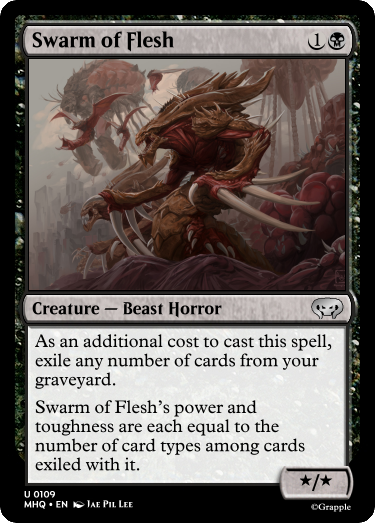 Swarm of Flesh 1
Creature — Beast Horror
As an additional cost to cast this spell,
exile any number of cards from your
graveyard.
Swarm of Flesh's power and
toughness are each equal to the
number of card types among cards
exiled with it.
★/★
U 0109
MHQ • EN Jae Pil Lee
©Grapple